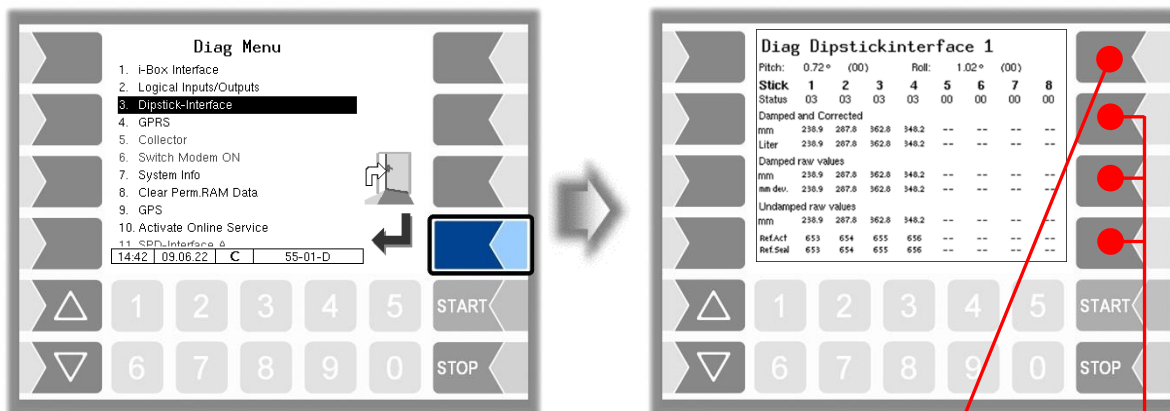 Diag Menu
1. i-Box Interface
2. Logical Inputs/Outputs
3. Dipstick-Interface
4. GPRS
5. Collector
6. Switch Modem ON
7. System Info
8. Clear Perm.RAM Data
9. GPS
10. Activate Online Service
11. SPD-Interface A
14:42 09.06.22 C 55-01-D
1 2 3 4 5 START
6 7 8 9 0 STOP
Diag Dipstickinterface 1
Pitch: 0.72° (00) Roll: 1.02° (00)
Stick 1 2 3 4 5 6 7 8
Status 03 03 03 03 00 00 00 00
Damped and Corrected
mm 238.9 287.8 362.8 348.2 -- -- -- --
Liter 238.9 287.8 362.8 348.2 -- -- -- --
Damped raw values
mm 238.9 287.8 362.8 348.2 -- -- -- --
mm dev. 238.9 287.8 362.8 348.2 -- -- -- --
Undamped raw values
mm 238.9 287.8 362.8 348.2 -- -- -- --
Ref.Act 653 654 655 656 -- -- -- --
Ref.Seal 653 654 655 656 -- -- -- --
1 2 3 4 5 START
6 7 8 9 0 STOP